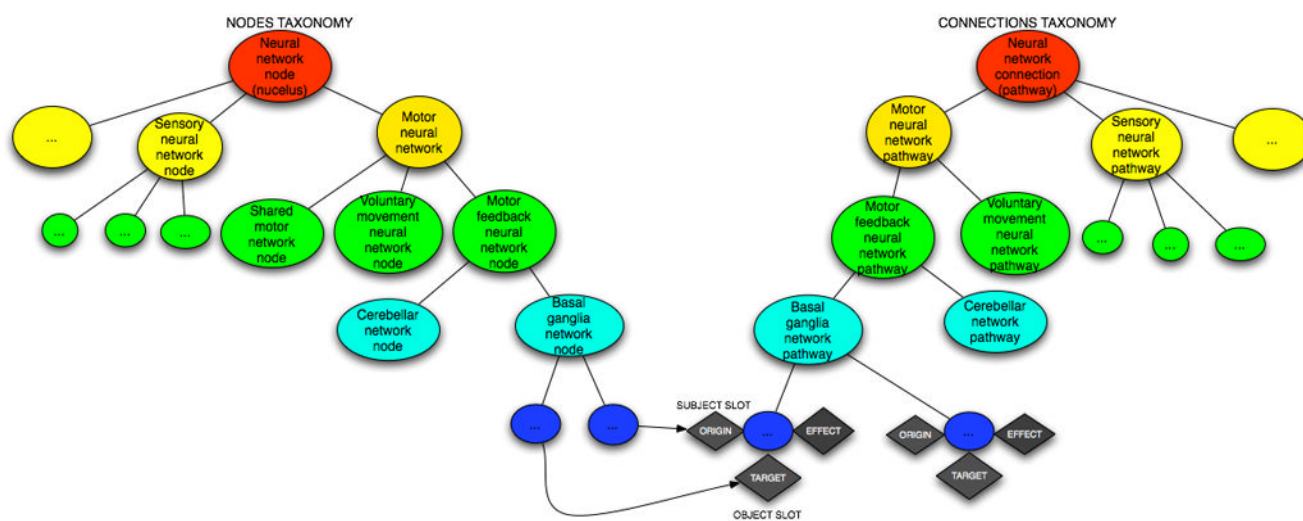 NODES TAXONOMY
CONNECTIONS TAXONOMY
Neural
network
node
(nucelus)
Neural
network
connection
(pathway)
...
Sensory
neural
network
node
Motor
neural
network
Motor
neural
network
pathway
Sensory
neural
network
pathway
...
...
...
...
Shared
motor
network
node
Voluntary
movement
neural
network
node
Motor
feedback
neural
network
node
Motor
feedback
neural
network
pathway
Voluntary
movement
neural
network
pathway
...
...
...
Cerebellar
network
node
Basal
ganglia
network
node
Basal
ganglia
network
pathway
Cerebellar
network
pathway
SUBJECT SLOT
...
...
ORIGIN
...
EFFECT
ORIGIN
...
EFFECT
TARGET
TARGET
OBJECT SLOT